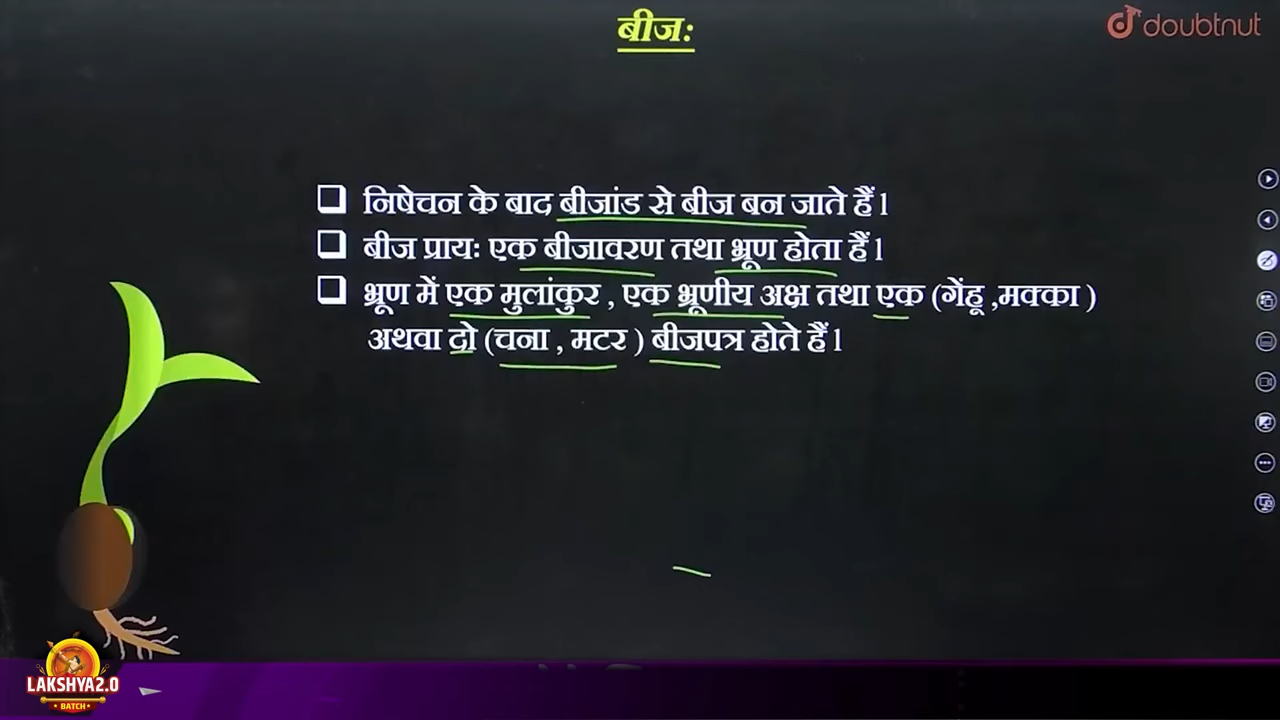 बीजः
doubtnut
निषेचन के बाद बीजांड से बीज बन जाते हैं l
बीज प्रायः एक बीजावरण तथा भ्रूण होता हैं l
भ्रूण में एक मुलांकुर , एक भ्रूणीय अक्ष तथा एक (गेंहू ,मक्का )
अथवा दो (चना , मटर ) बीजपत्र होते हैं l
LAKSHYA2.0
BATCH